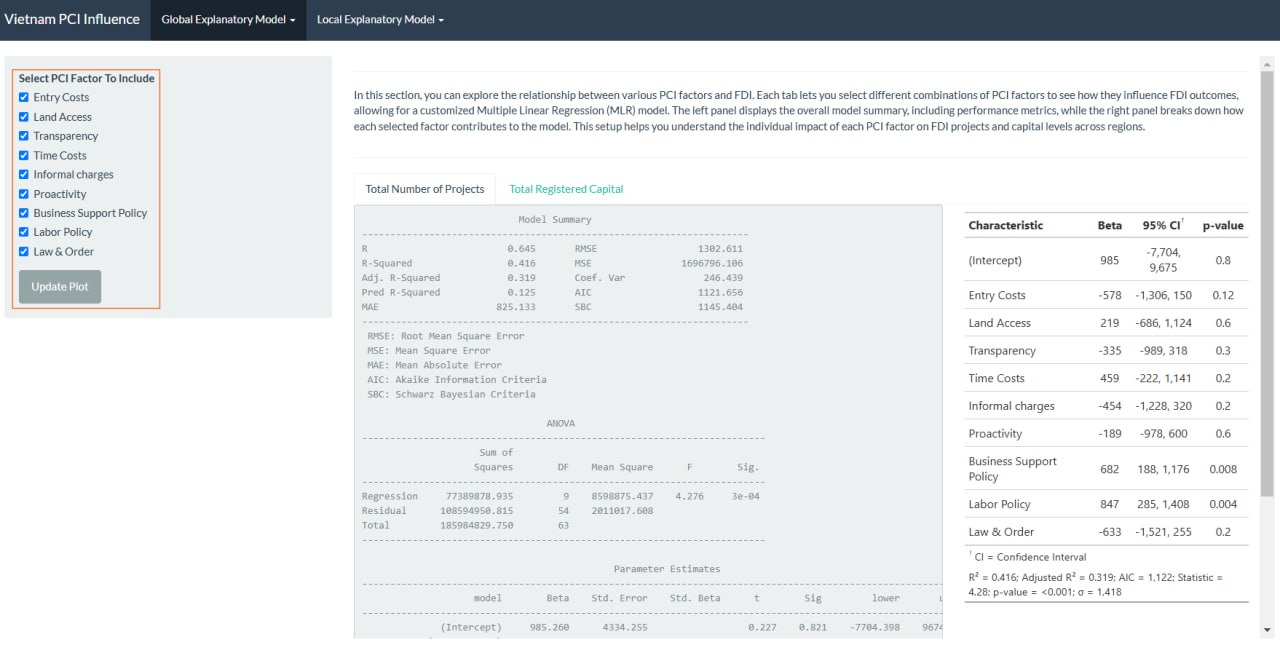 Vietnam PCI Influence
Global Explanatory Model
Local Explanatory Model
Select PCI Factor To Include
Entry Costs
Land Access
Transparency
Time Costs
Informal charges
Proactivity
Business Support Policy
Labor Policy
Law & Order
Update Plot
In this section, you can explore the relationship between various PCI factors and FDI. Each tab lets you select different combinations of PCI factors to see how they influence FDI outcomes,
allowing for a customized Multiple Linear Regression (MLR) model. The left panel displays the overall model summary, including performance metrics, while the right panel breaks down how
each selected factor contributes to the model. This setup helps you understand the individual impact of each PCI factor on FDI projects and capital levels across regions.
Total Number of Projects
Total Registered Capital
Model Summary
R 0.645 RMSE 1302.611
R-Squared 0.416 MSE 1696796.106
Adj. R-Squared 0.319 Coef. Var 246.439
Pred R-Squared 0.125 AIC 1121.656
MAE 825.133 SBC 1145.404
RMSE: Root Mean Square Error
MSE: Mean Square Error
MAE: Mean Absolute Error
AIC: Akaike Information Criteria
SBC: Schwarz Bayesian Criteria
ANOVA
Sum of
Squares DF Mean Square F Sig.
Regression 77389878.935 9 8598875.437 4.276 3e-04
Residual 108594950.815 54 2011017.608
Total 185984829.750 63
Parameter Estimates
model Beta Std. Error Std. Beta t Sig lower
(Intercept) 985.260 4334.255 0.227 0.821 -7704.398 9674
Characteristic Beta 95% CI† p-value
(Intercept) 985 -7,704, 9,675 0.8
Entry Costs -578 -1,306, 150 0.12
Land Access 219 -686, 1,124 0.6
Transparency -335 -989, 318 0.3
Time Costs 459 -222, 1,141 0.2
Informal charges -454 -1,228, 320 0.2
Proactivity -189 -978, 600 0.6
Business Support
Policy 682 188, 1,176 0.008
Labor Policy 847 285, 1,408 0.004
Law & Order -633 -1,521, 255 0.2
† CI = Confidence Interval
R² = 0.416; Adjusted R² = 0.319; AIC = 1,122; Statistic =
4.28; p-value = <0.001; σ = 1,418